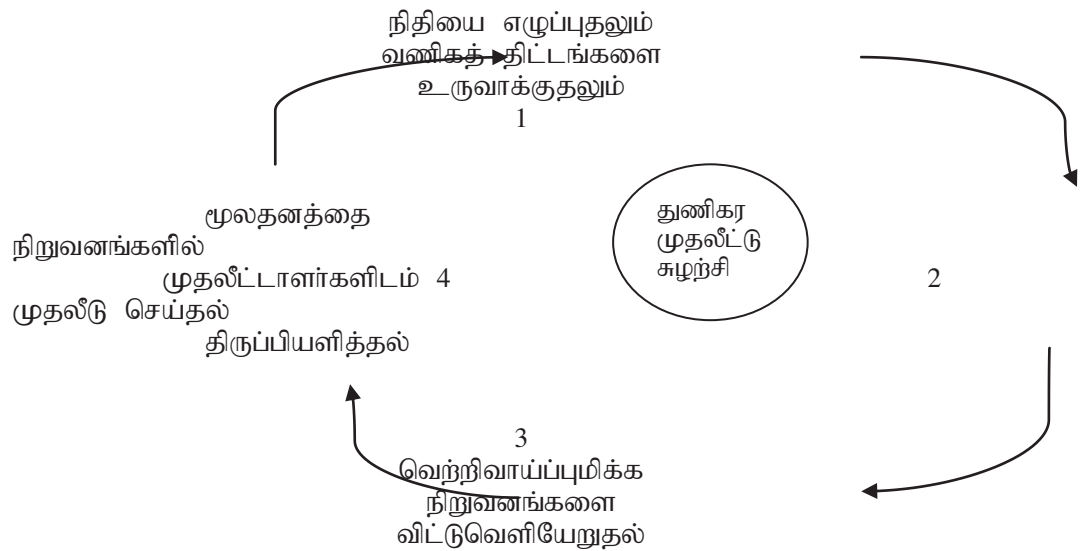 நிதியை எழுப்புதலும்
வணிகத் திட்டங்களை
உருவாக்குதலும்
1
மூலதனத்தை
நிறுவனங்களில்
முதலீட்டாளர்களிடம் 4
முதலீடு செய்தல்
திருப்பியளித்தல்
துணிகர
முதலீட்டு
சுழற்சி
2
3
வெற்றிவாய்ப்புமிக்க
நிறுவனங்களை
விட்டுவெளியேறுதல்